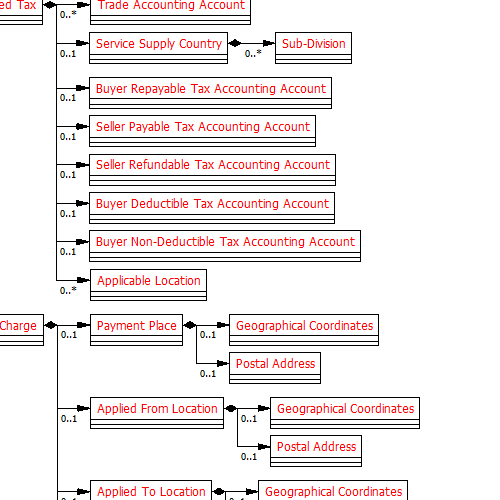 ed Tax
Trade Accounting Account
0..*
Service Supply Country
Sub-Division
0..1
0..*
Buyer Repayable Tax Accounting Account
0..1
Seller Payable Tax Accounting Account
0..1
Seller Refundable Tax Accounting Account
0..1
Buyer Deductible Tax Accounting Account
0..1
Buyer Non-Deductible Tax Accounting Account
0..1
Applicable Location
0..*
Charge
Payment Place
Geographical Coordinates
0..1
0..1
Postal Address
0..1
Applied From Location
Geographical Coordinates
0..1
0..1
Postal Address
0..1
Applied To Location
Geographical Coordinates